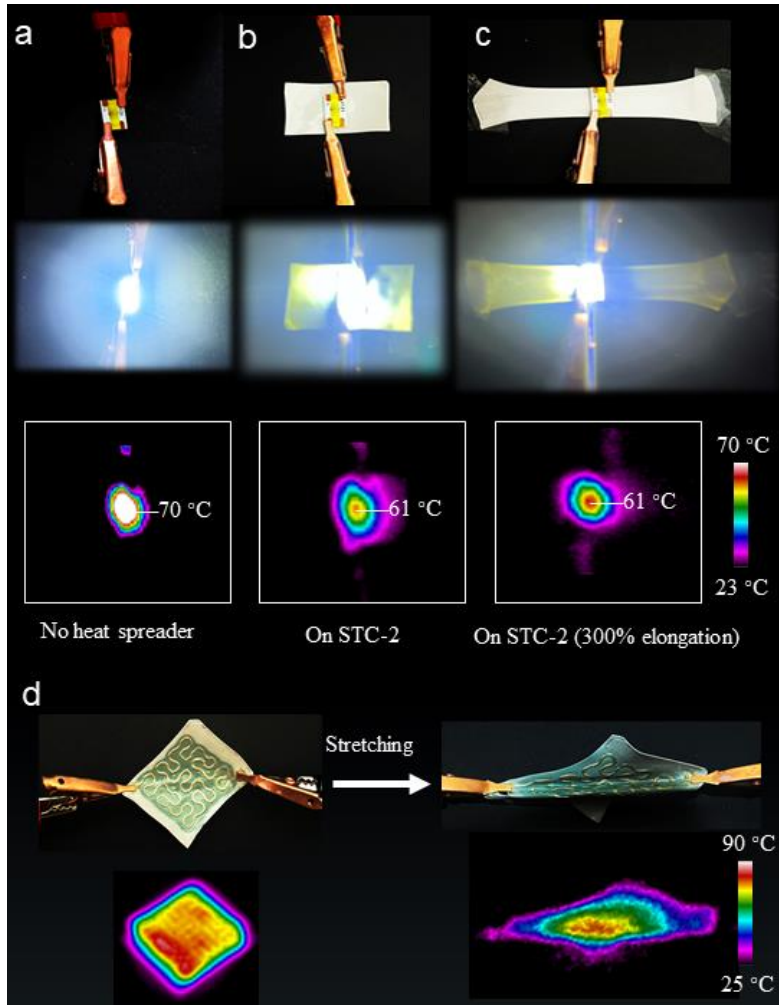 a
b
c
70 °C
61 °C
61 °C
70 °C
23 °C
No heat spreader
On STC-2
On STC-2 (300% elongation)
d
Stretching
90 °C
25 °C